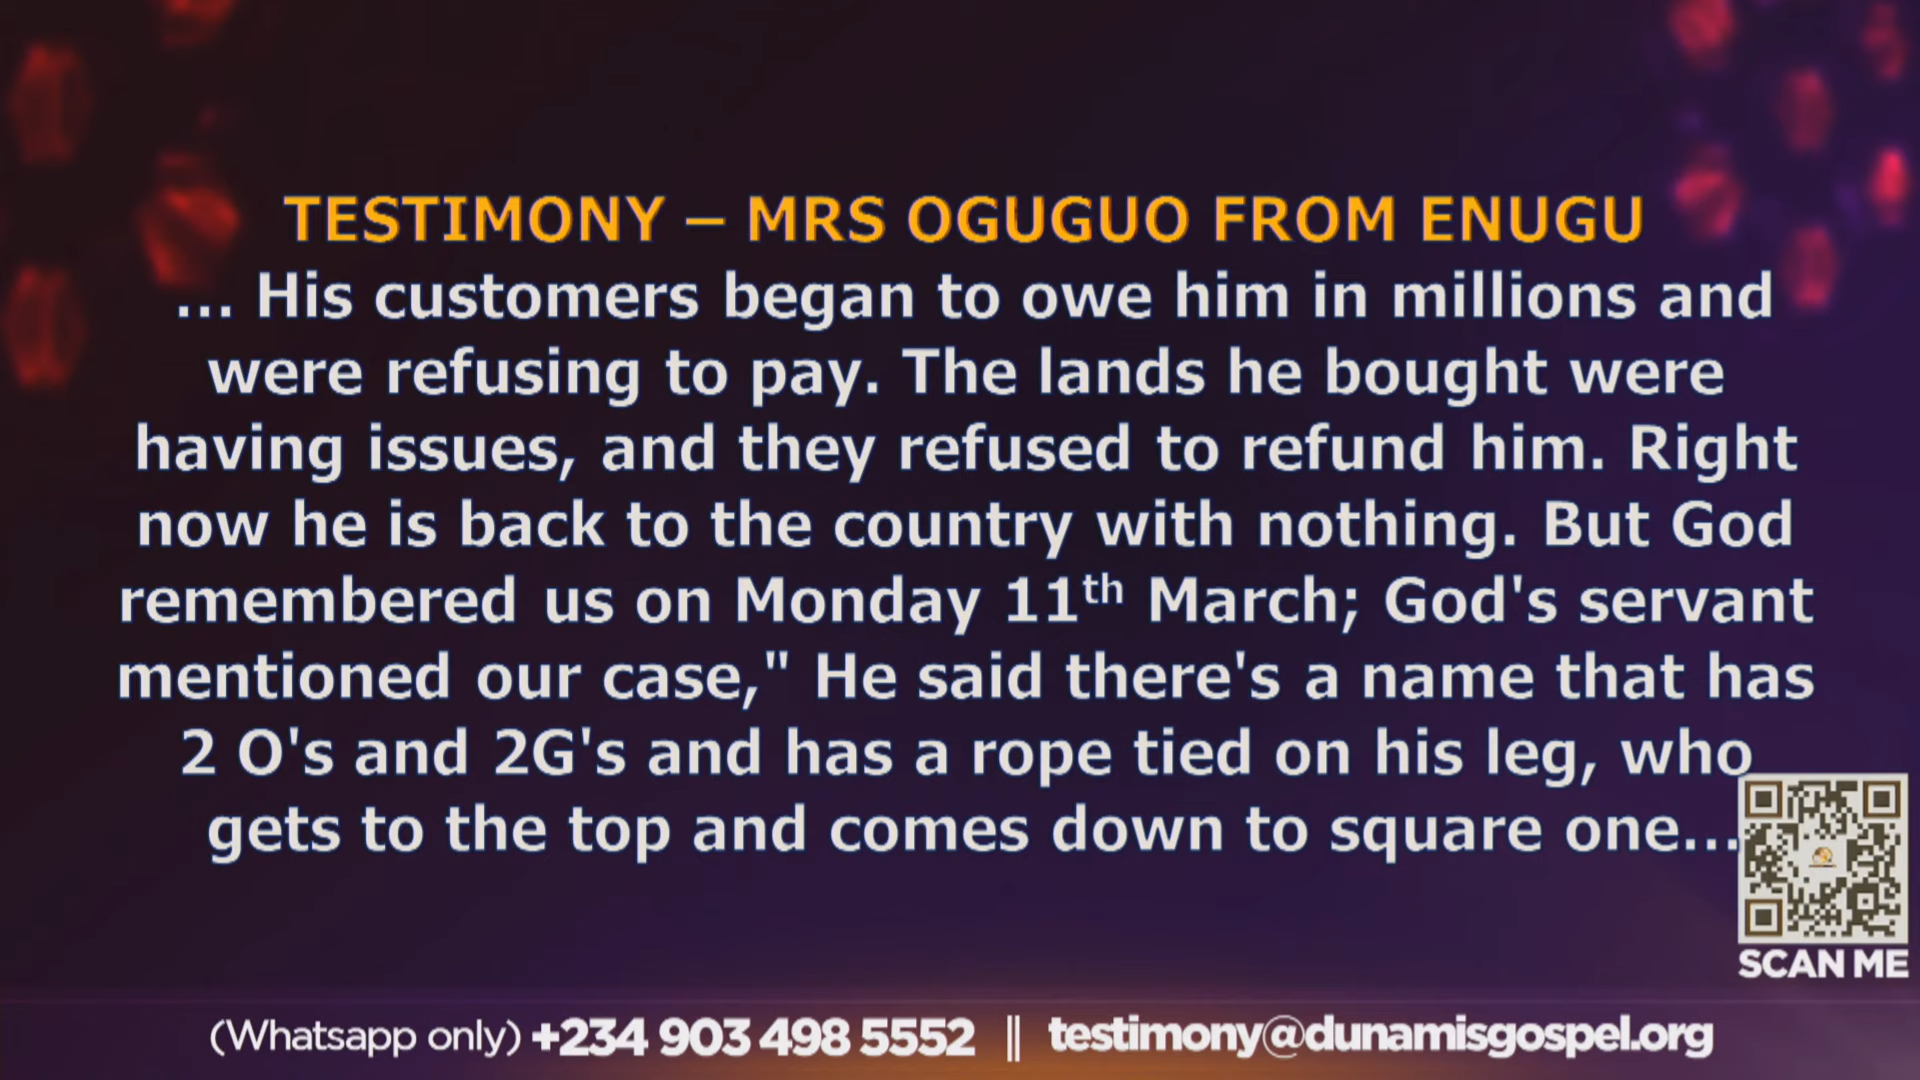 TESTIMONY – MRS OGUGUO FROM ENUGU
... His customers began to owe him in millions and
were refusing to pay. The lands he bought were
having issues, and they refused to refund him. Right
now he is back to the country with nothing. But God
remembered us on Monday 11th March; God's servant
mentioned our case," He said there's a name that has
2 O's and 2G's and has a rope tied on his leg, who
gets to the top and comes down to square one...
SCAN ME
(Whatsapp only) +234 903 498 5552 || testimony@dunamisgospel.org